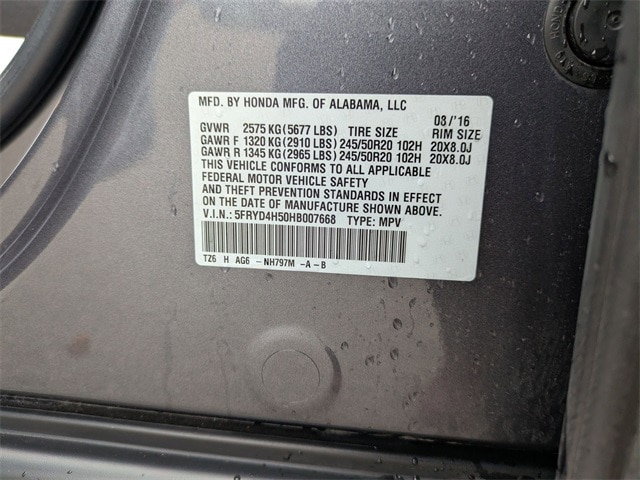 MFD. BY HONDA MFG. OF ALABAMA, LLC 08/'16
GVWR 2575 KG (5677 LBS) TIRE SIZE RIM SIZE
GAWR F 1320 KG (2910 LBS) 245/50R20 102H 20X8.0J
GAWR R 1345 KG (2965 LBS) 245/50R20 102H 20X8.0J
THIS VEHICLE CONFORMS TO ALL APPLICABLE
FEDERAL MOTOR VEHICLE SAFETY
AND THEFT PREVENTION STANDARDS IN EFFECT
ON THE DATE OF MANUFACTURE SHOWN ABOVE.
V.I.N.: 5FRYD4H50HB007668 TYPE: MPV
TZ6 H AG6 -NH797M -A-B